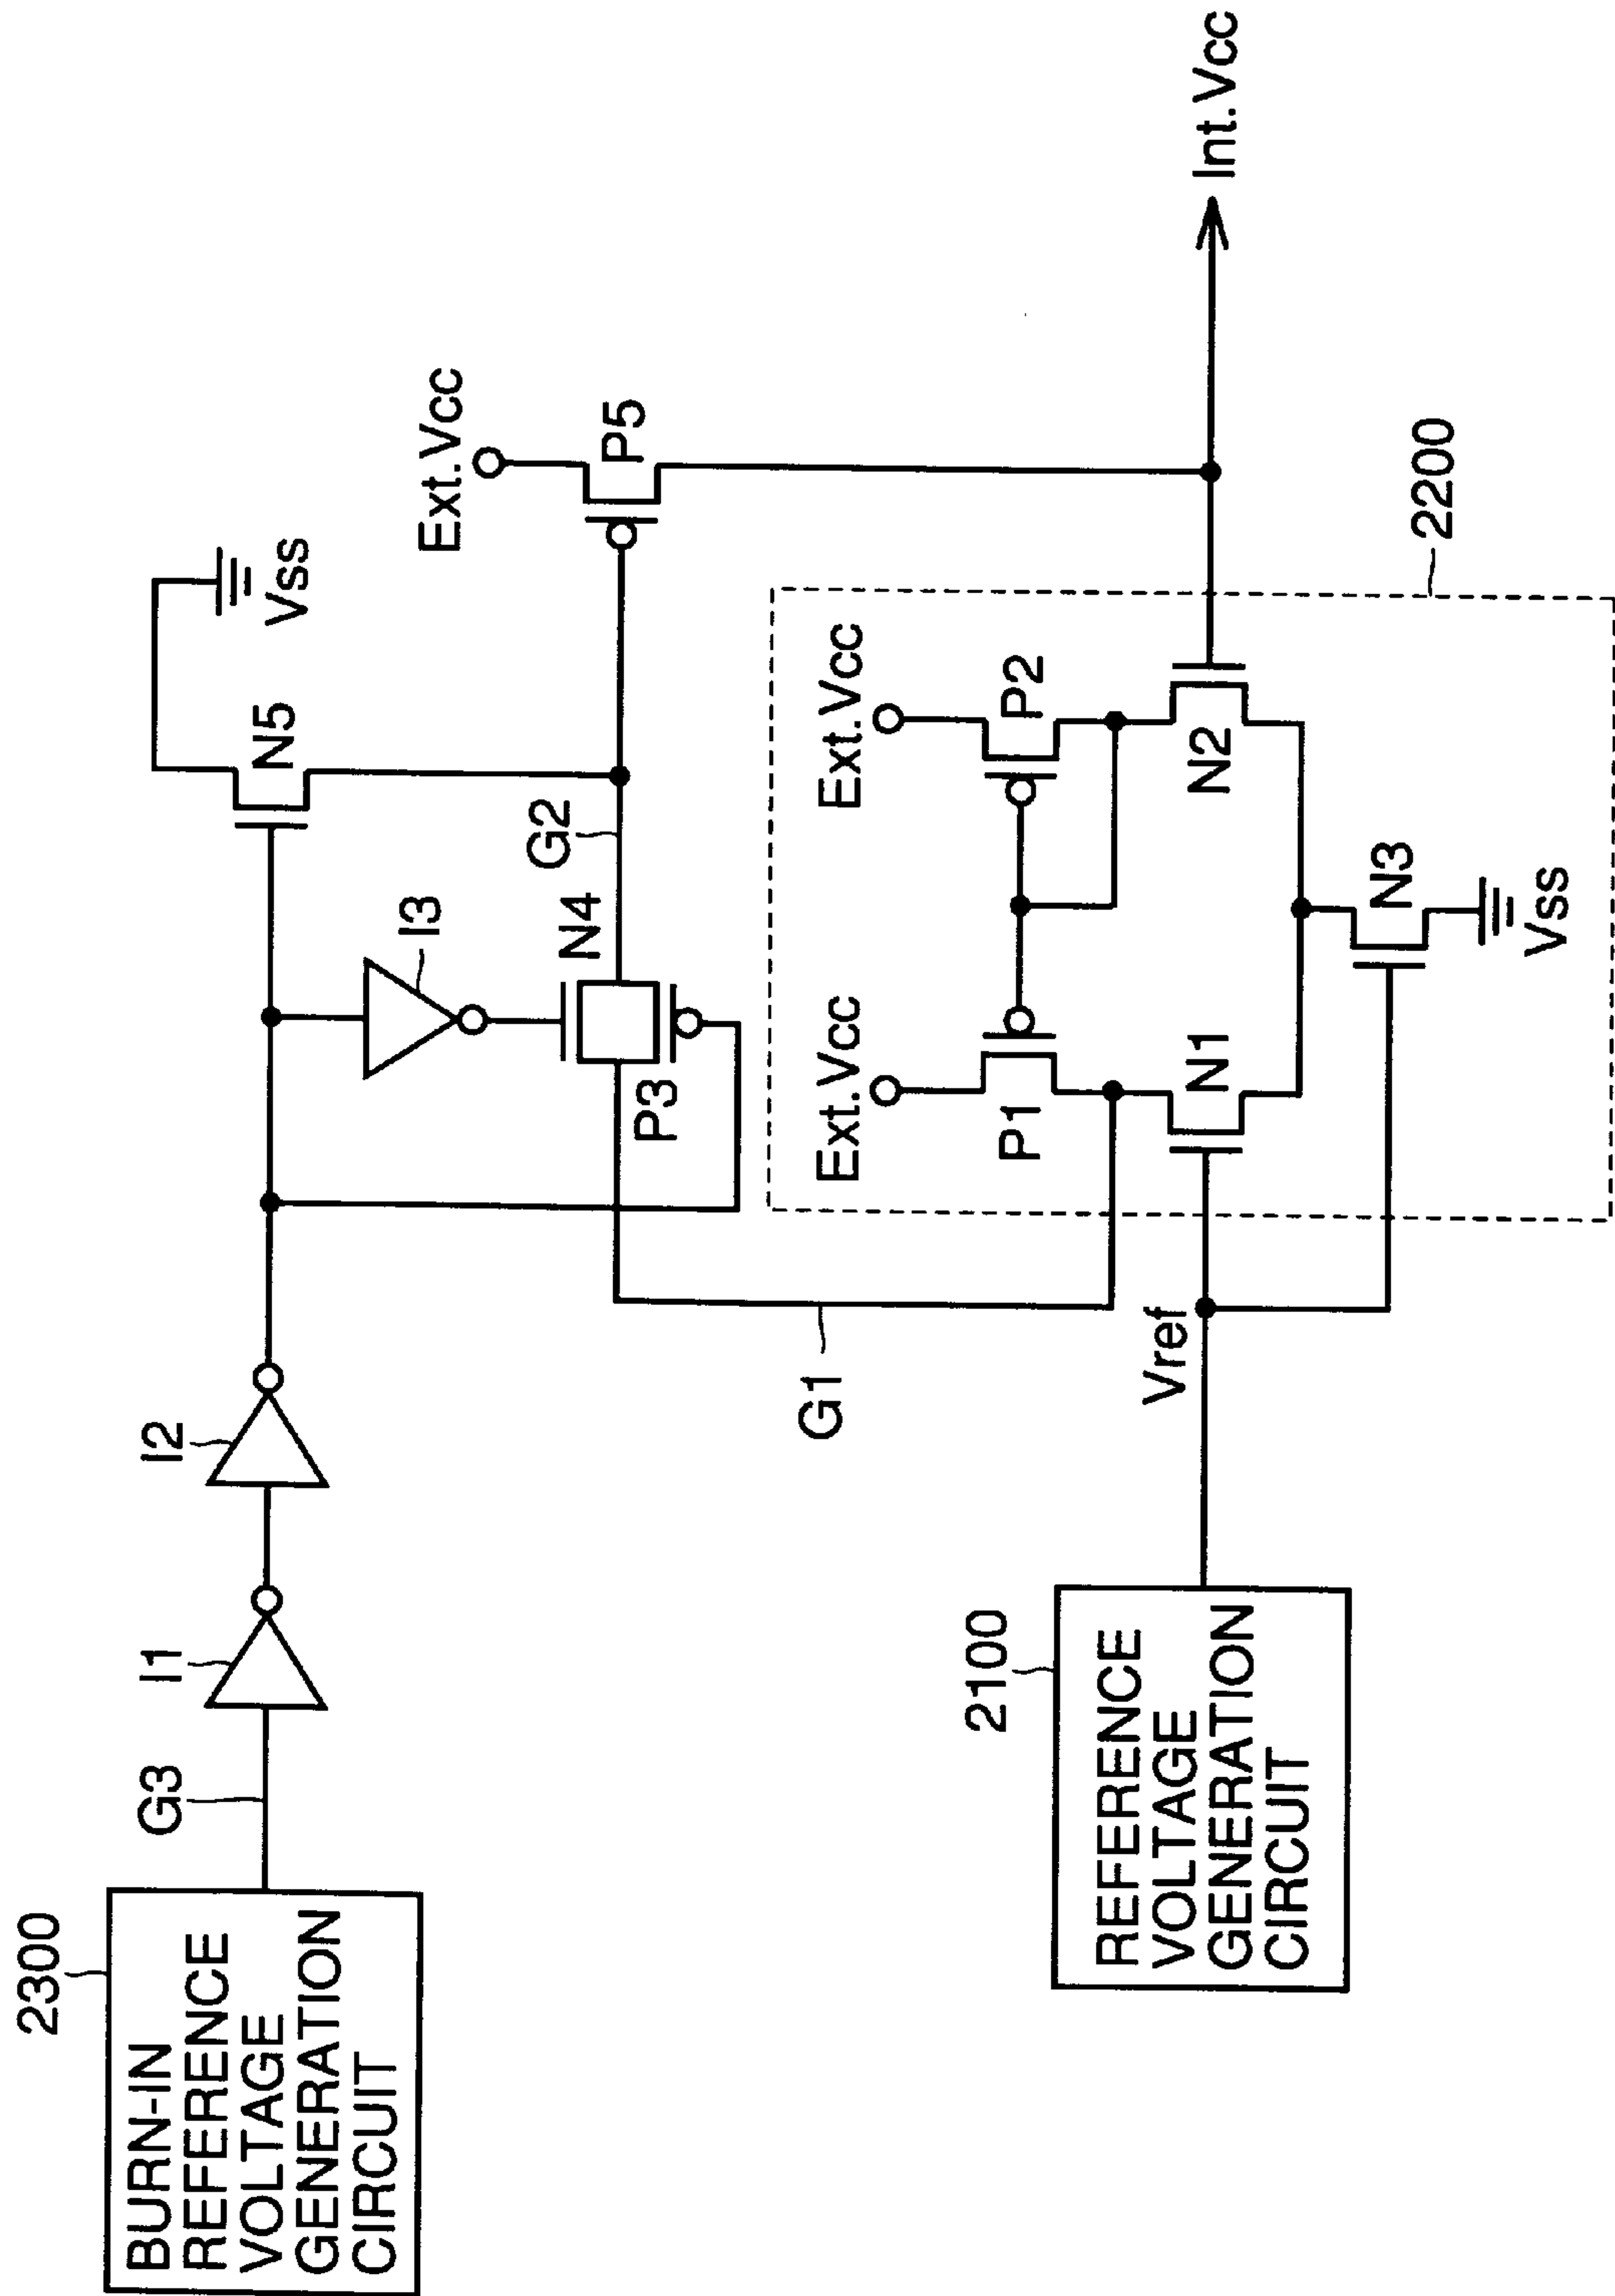 2300
BURN-IN
REFERENCE
VOLTAGE
GENERATION
CIRCUIT
G3
I1
I2
I3
N5
Vss
Ext.Vcc
P5
G2
N4
P3
G1
2100
REFERENCE
VOLTAGE
GENERATION
CIRCUIT
Vref
Ext.Vcc
P1
N1
Ext.Vcc
P2
N2
N3
Vss
2200
Int.Vcc